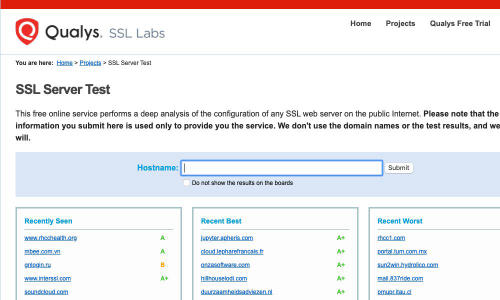 Qualys. SSL Labs
Home Projects Qualys Free Trial
You are here: Home > Projects > SSL Server Test
SSL Server Test
This free online service performs a deep analysis of the configuration of any SSL web server on the public Internet. Please note that the
information you submit here is used only to provide you the service. We don't use the domain names or the test results, and we
will.
Hostname: Submit
Do not show the results on the boards
Recently Seen Recent Best Recent Worst
www.rhcchealth.org A jupyter.apheris.com A+ rhcc1.com
mbee.com.vn A cloud.lepharefrancais.fr A+ portal.tum.com.mx
gnlogin.ru B onzasoftware.com A+ sun2win.hydrolico.com
www.interssl.com A+ hillhouselodi.com A+ mail.837ride.com
soundcloud.com duurzaamheidsadviezen.nl A+ pmupr.itau.cl